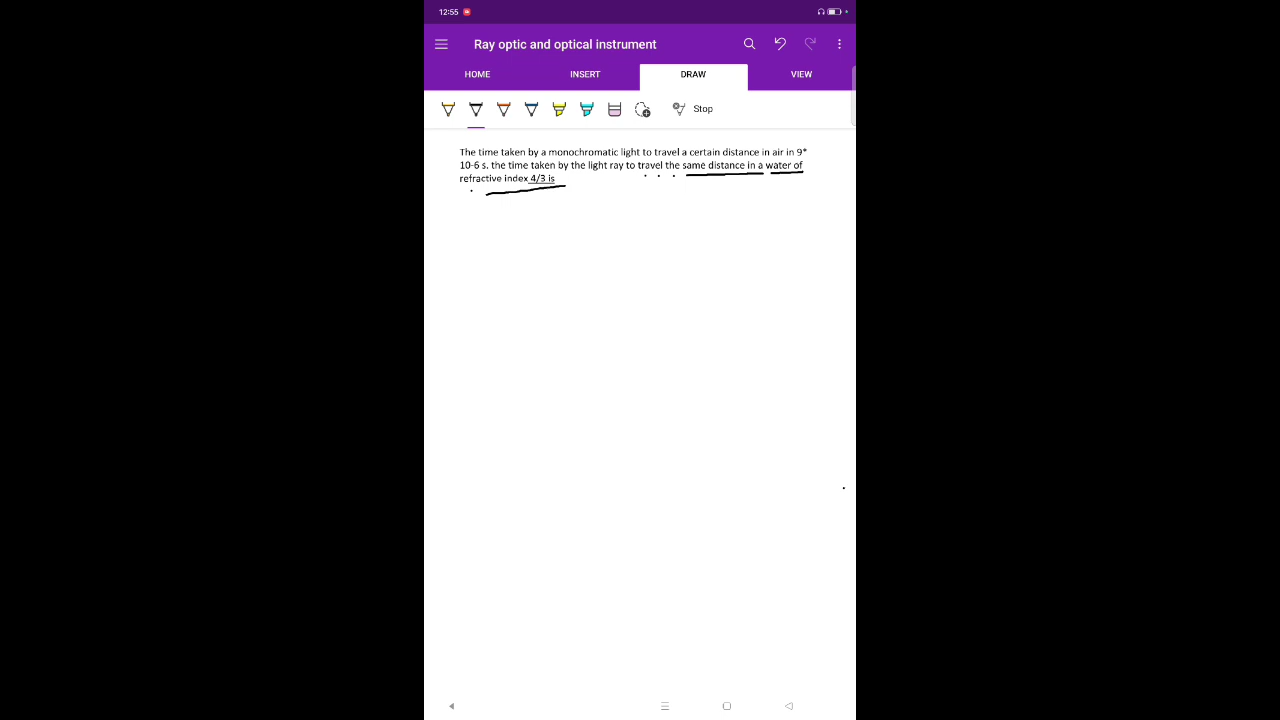 12:55
Ray optic and optical instrument
HOME INSERT DRAW VIEW
Stop
The time taken by a monochromatic light to travel a certain distance in air in 9*
10-6 s. the time taken by the light ray to travel the same distance in a water of
refractive index 4/3 is